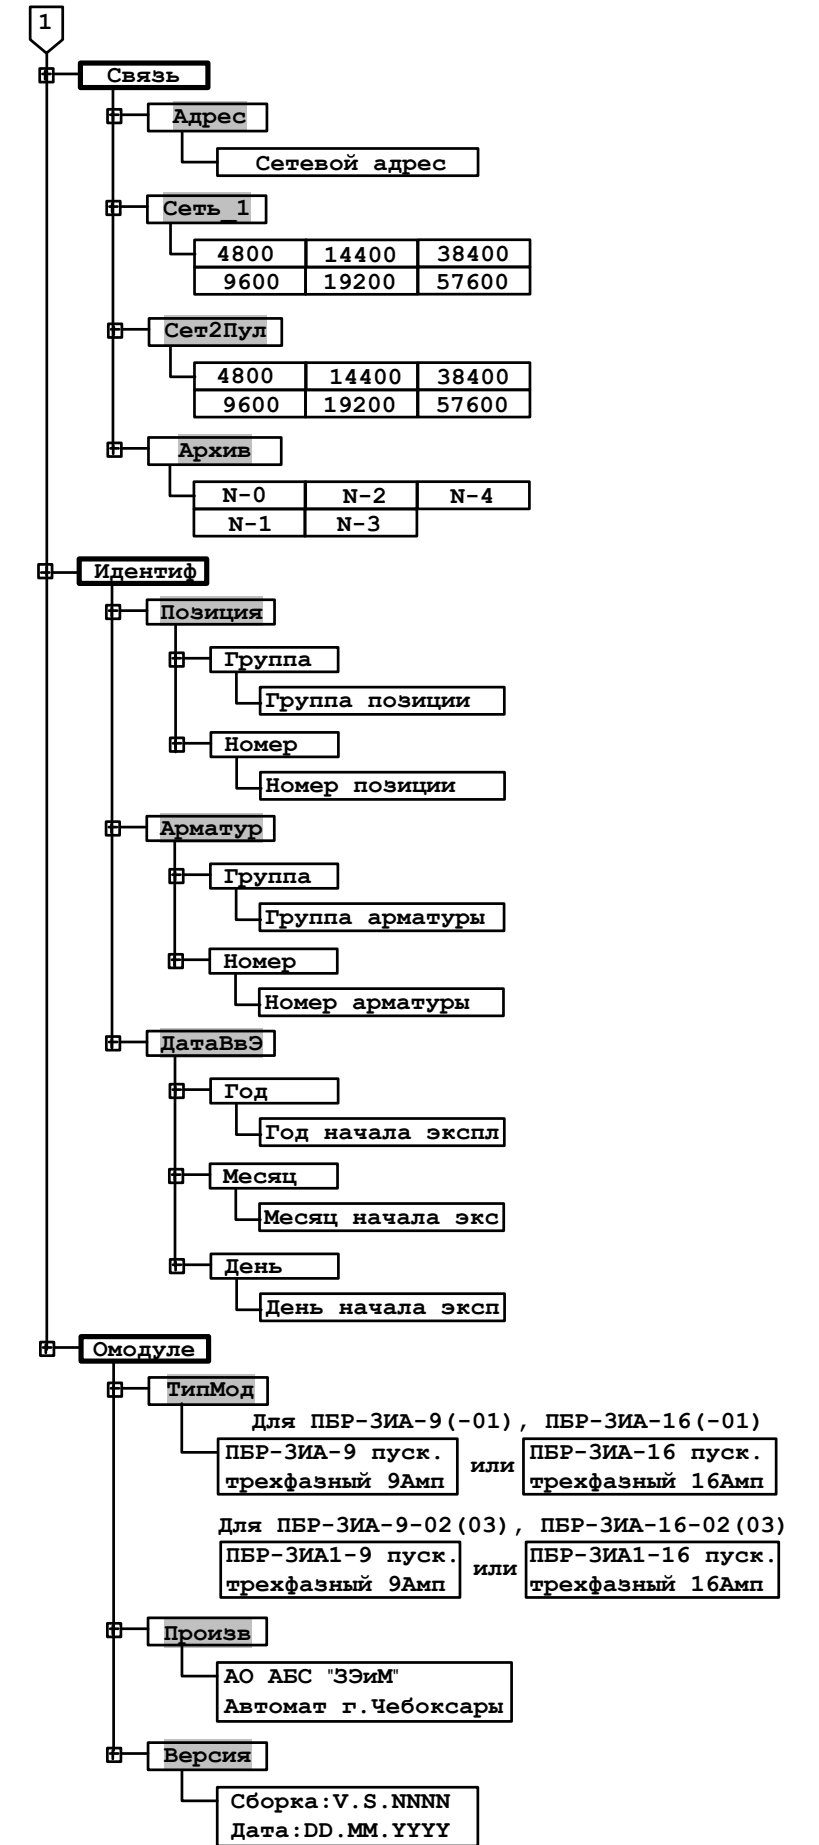 1
Связь
Адрес
Сетевой адрес
Сеть_1
4800 14400 38400
9600 19200 57600
Сет2Пул
4800 14400 38400
9600 19200 57600
Архив
N-0 N-2 N-4
N-1 N-3
Идентиф
Позиция
Группа
Группа позиции
Номер
Номер позиции
Арматур
Группа
Группа арматуры
Номер
Номер арматуры
ДатаВвЭ
Год
Год начала экспл
Месяц
Месяц начала экс
День
День начала эксп
Омодуле
ТипМод
Для ПБР-3ИА-9(-01), ПБР-3ИА-16(-01)
ПБР-3ИА-9 пуск. или ПБР-3ИА-16 пуск.
трехфазный 9Амп трехфазный 16Амп
Для ПБР-3ИА-9-02(03), ПБР-3ИА-16-02(03)
ПБР-3ИА1-9 пуск. или ПБР-3ИА1-16 пуск.
трехфазный 9Амп трехфазный 16Амп
Произв
АО АБС "ЗЭиМ"
Автомат г.Чебоксары
Версия
Сборка:V.S.NNNN
Дата:DD.MM.YYYY